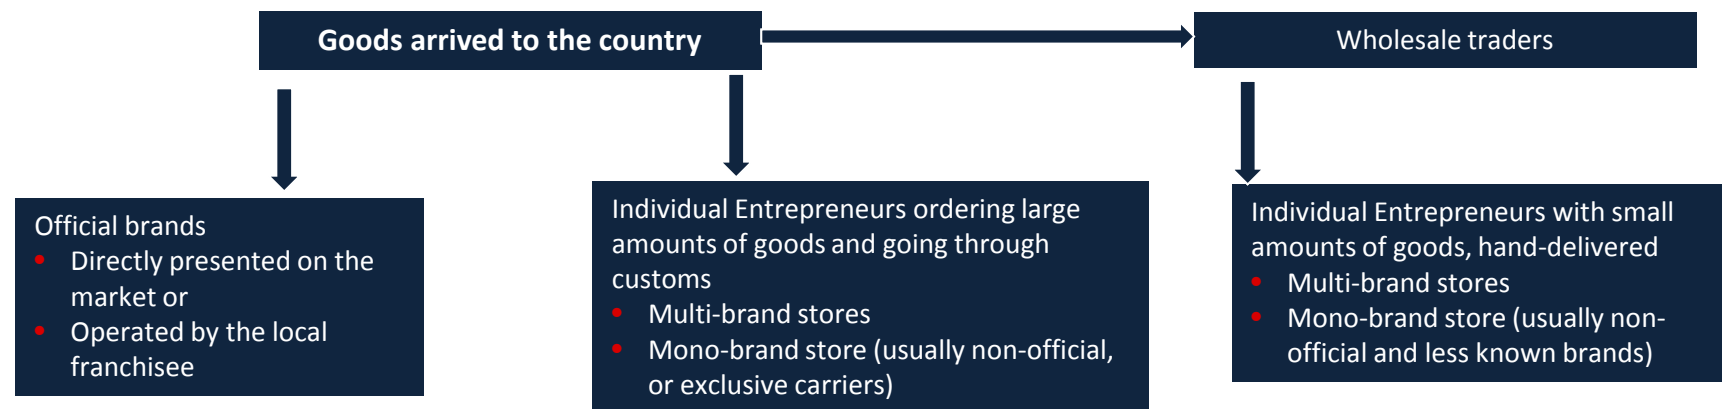 Goods arrived to the country
Wholesale traders
Official brands
• Directly presented on the
market or
• Operated by the local
franchisee
Individual Entrepreneurs ordering large
amounts of goods and going through
customs
• Multi-brand stores
• Mono-brand store (usually non-official,
or exclusive carriers)
Individual Entrepreneurs with small
amounts of goods, hand-delivered
• Multi-brand stores
• Mono-brand store (usually non-
official and less known brands)